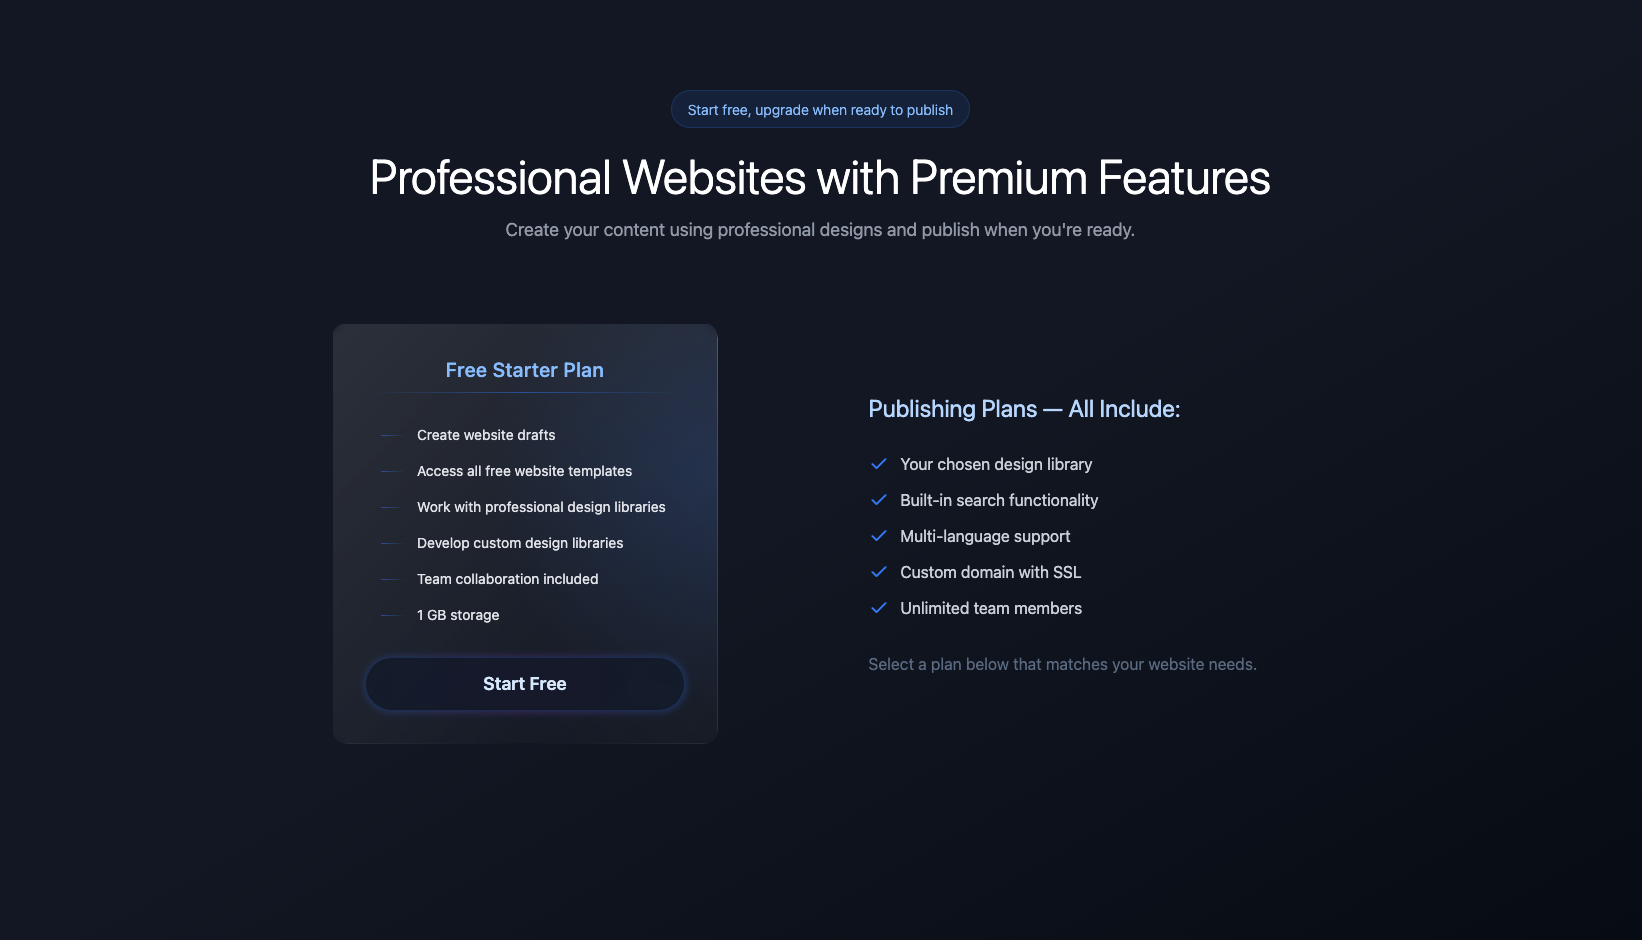 Start free, upgrade when ready to publish
Professional Websites with Premium Features
Create your content using professional designs and publish when you're ready.
Free Starter Plan
Create website drafts
Access all free website templates
Work with professional design libraries
Develop custom design libraries
Team collaboration included
1 GB storage
Start Free
Publishing Plans — All Include:
Your chosen design library
Built-in search functionality
Multi-language support
Custom domain with SSL
Unlimited team members
Select a plan below that matches your website needs.